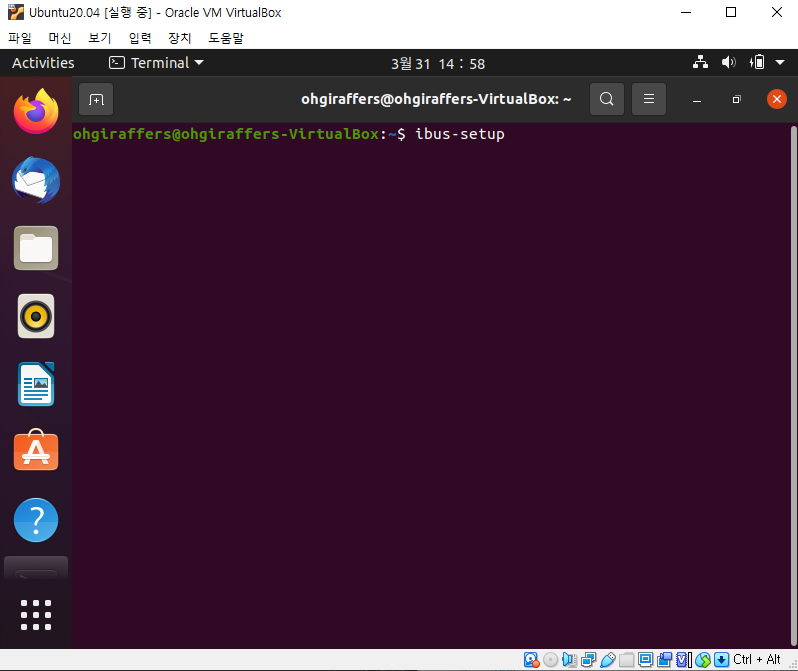 Ubuntu20.04 [실행 중] - Oracle VM VirtualBox
파일 머신 보기 입력 장치 도움말
Activities Terminal 3월 31 14 : 58
ohgiraffers@ohgiraffers-VirtualBox: ~
ohgiraffers@ohgiraffers-VirtualBox:~$ ibus-setup
Ctrl + Alt